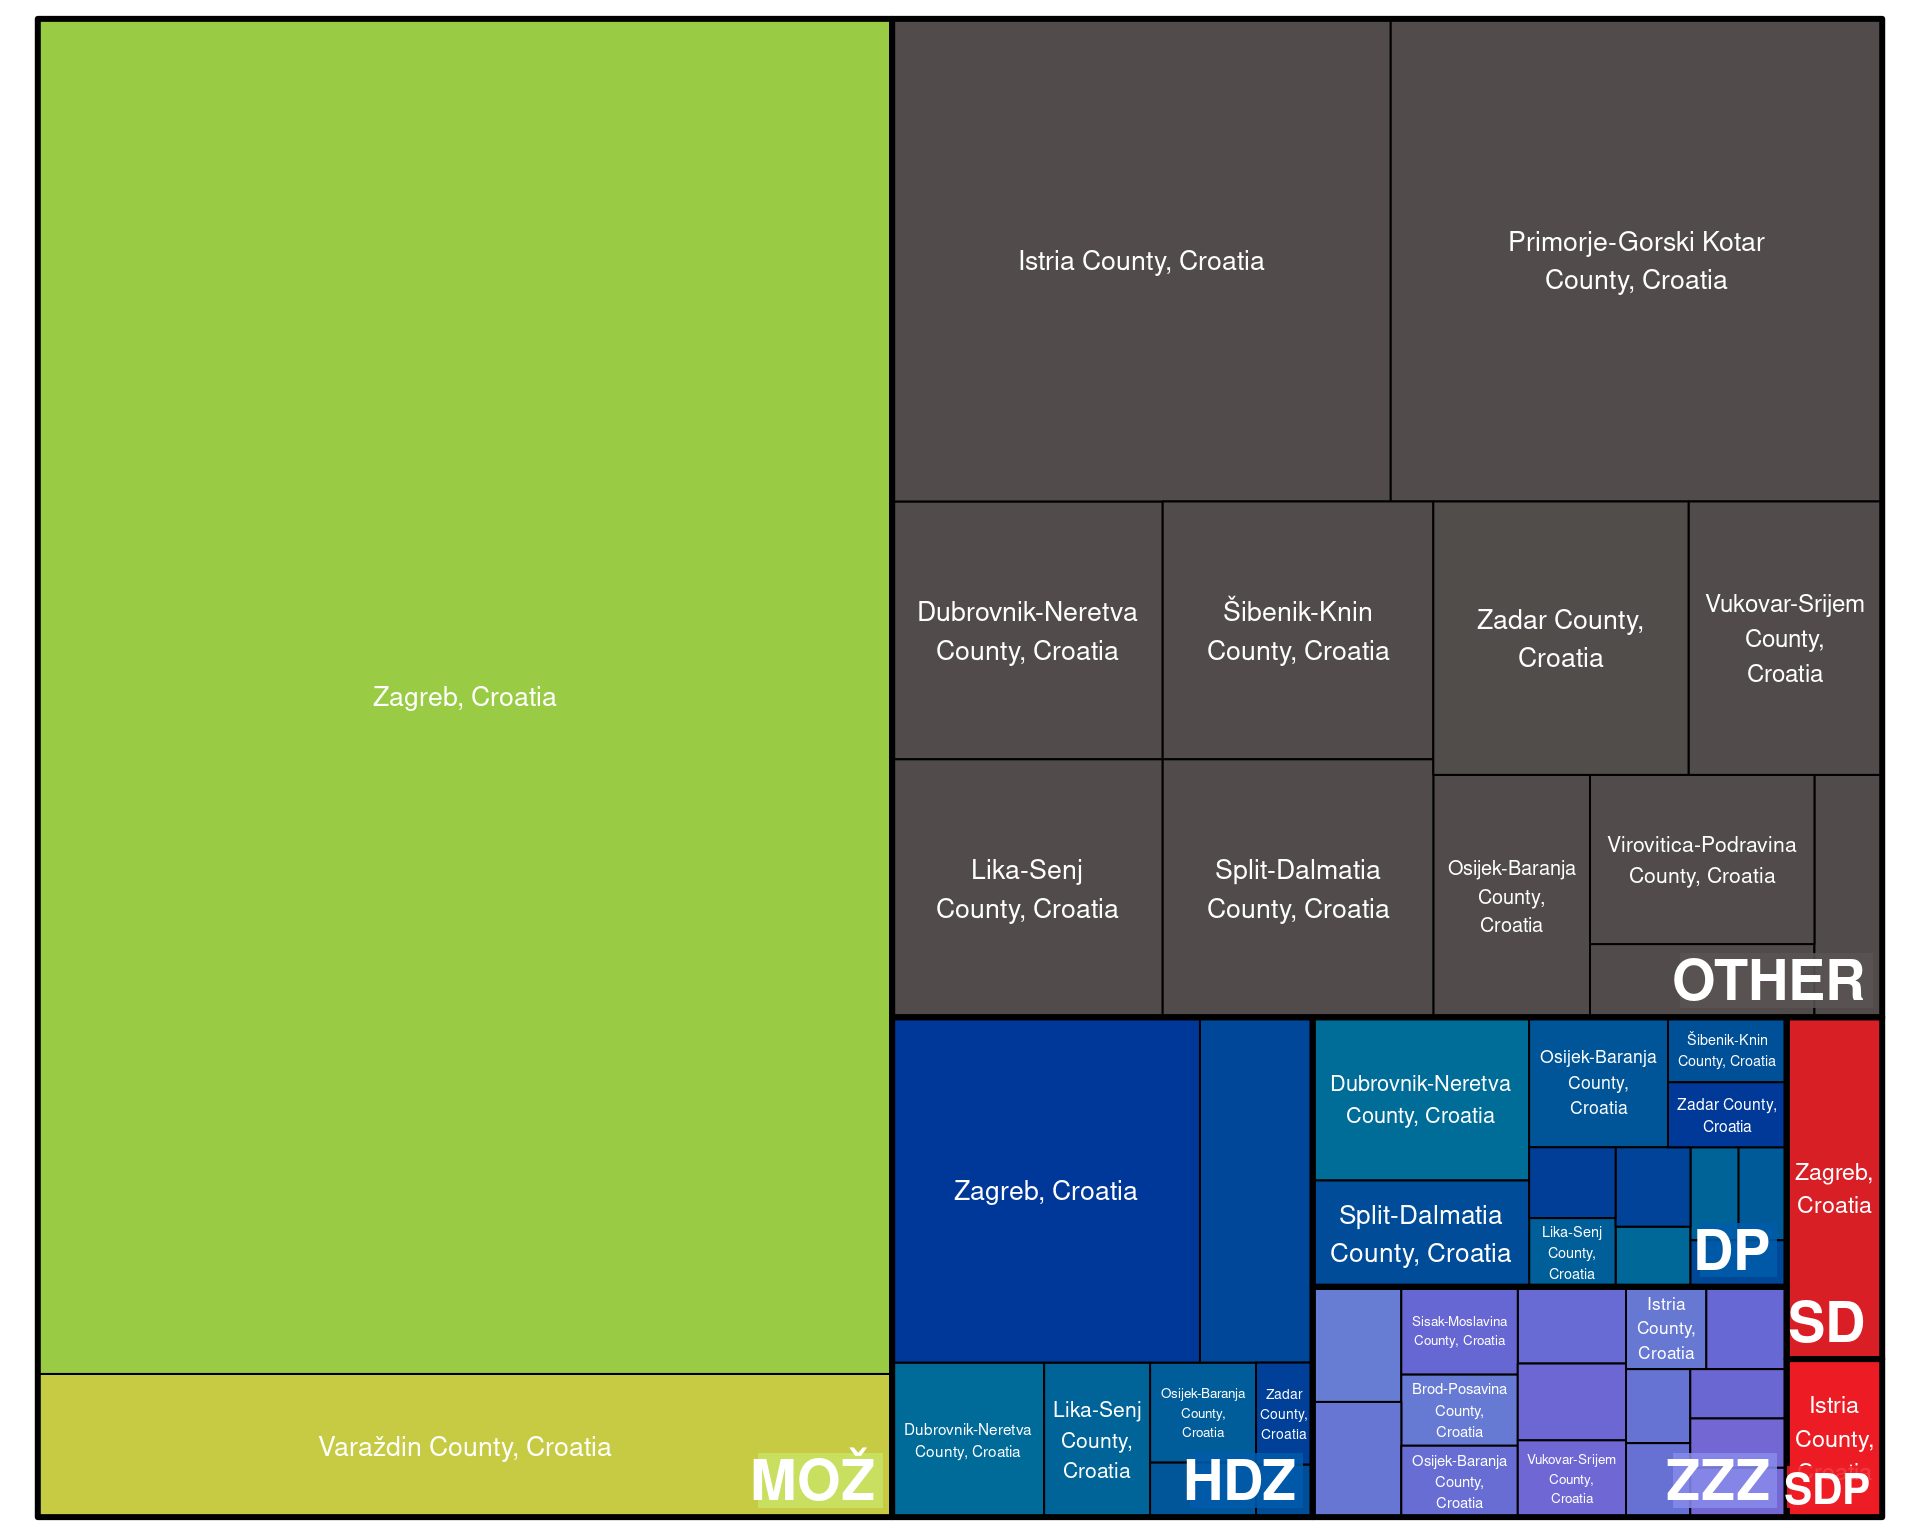 Zagreb, Croatia
Varaždin County, Croatia
MOŽ
Istria County, Croatia
Primorje-Gorski Kotar
County, Croatia
Dubrovnik-Neretva
County, Croatia
Šibenik-Knin
County, Croatia
Zadar County,
Croatia
Vukovar-Srijem
County,
Croatia
Lika-Senj
County, Croatia
Split-Dalmatia
County, Croatia
Osijek-Baranja
County,
Croatia
Virovitica-Podravina
County, Croatia
OTHER
Zagreb, Croatia
Dubrovnik-Neretva
County, Croatia
Lika-Senj
County,
Croatia
Osijek-Baranja
County,
Croatia
Zadar
County,
Croatia
HDZ
Dubrovnik-Neretva
County, Croatia
Split-Dalmatia
County, Croatia
Osijek-Baranja
County,
Croatia
Šibenik-Knin
County, Croatia
Zadar County,
Croatia
Lika-Senj
County,
Croatia
DP
Sisak-Moslavina
County, Croatia
Brod-Posavina
County,
Croatia
Osijek-Baranja
County,
Croatia
Vukovar-Srijem
County,
Croatia
Istria
County,
Croatia
ZZZ
Zagreb,
Croatia
SD
Istria
County,
Croatia
SDP